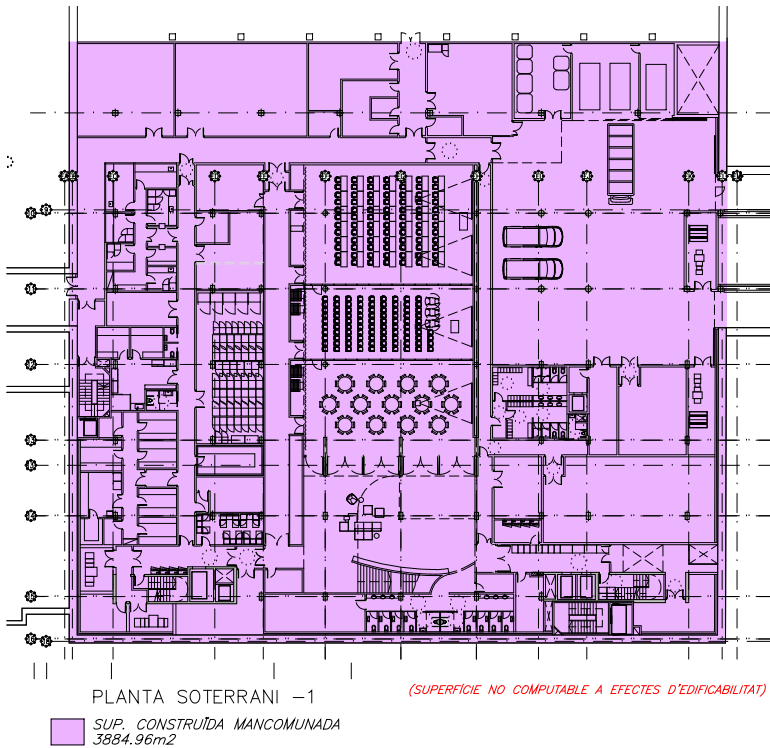 PLANTA SOTERRANI -1
(SUPERFÍCIE NO COMPUTABLE A EFECTES D'EDIFICABILITAT)
SUP. CONSTRUÏDA MANCOMUNADA
3884.96m2